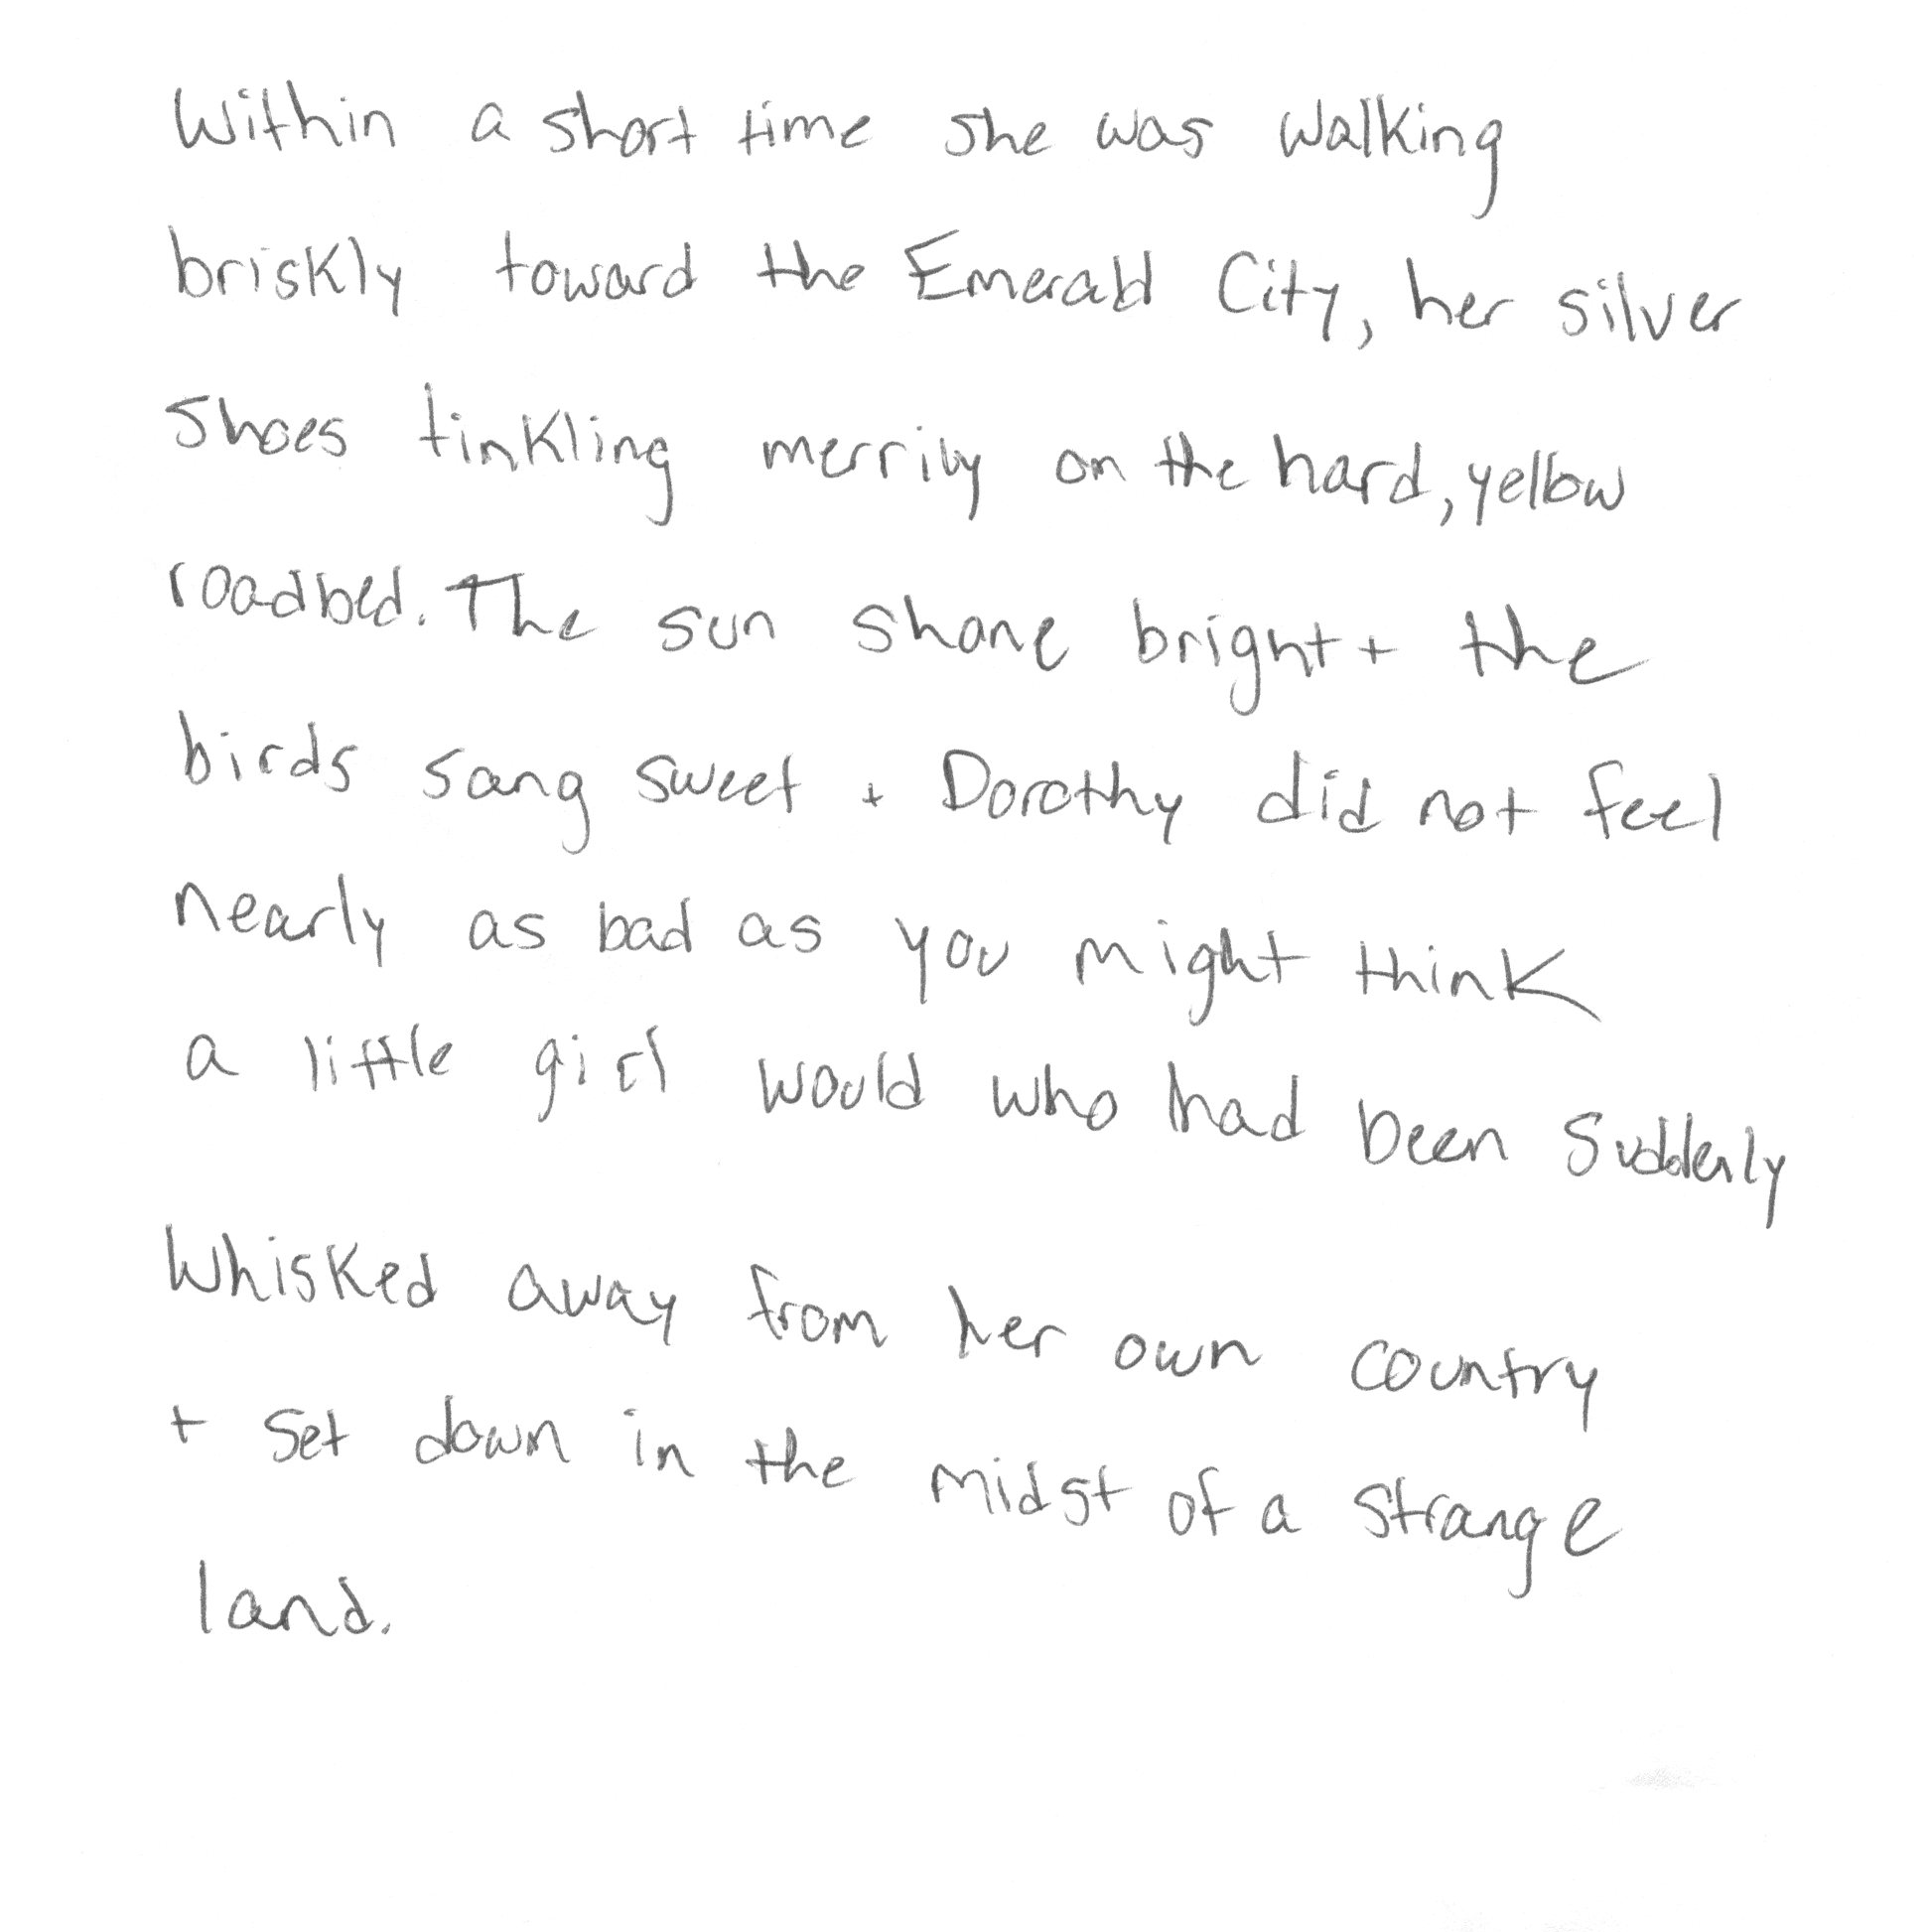 Within a short time she was walking
briskly toward the Emerald City, her silver
shoes tinkling merrily on the hard, yellow
roadbed. The sun shone bright + the
birds sang sweet + Dorothy did not feel
nearly as bad as you might think
a little girl would who had been suddenly
whisked away from her own country
+ set down in the midst of a strange
land.